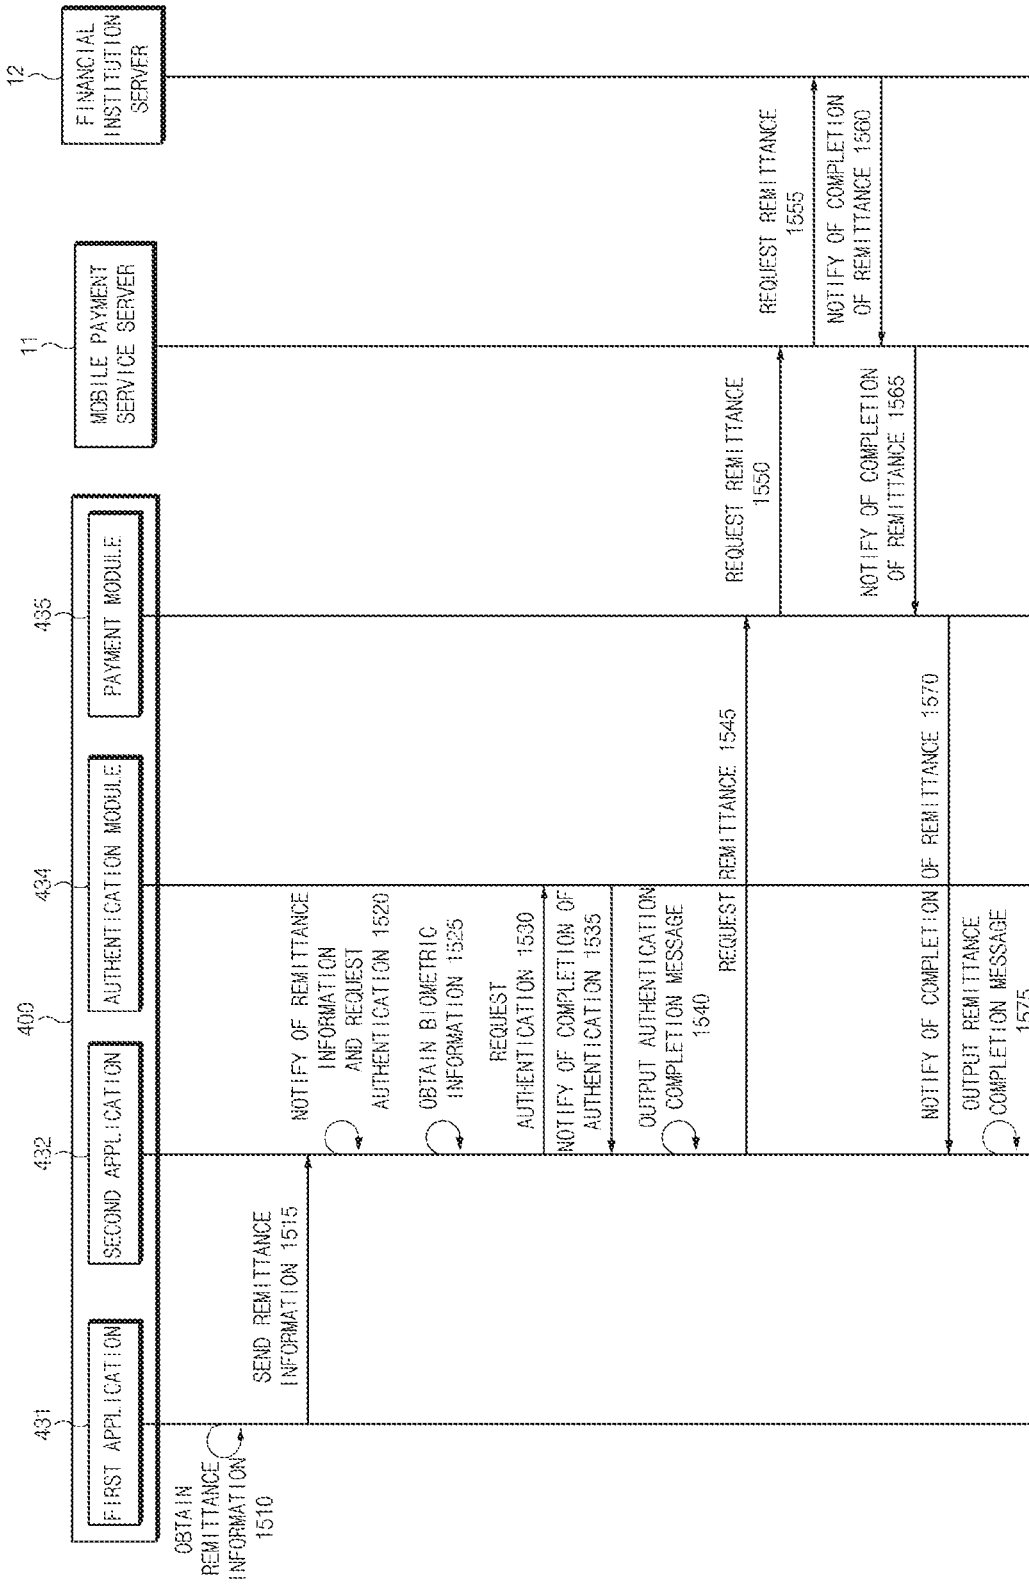 400
431
FIRST APPLICATION
432
SECOND APPLICATION
434
AUTHENTICATION MODULE
435
PAYMENT MODULE
11
MOBILE PAYMENT
SERVICE SERVER
12
FINANCIAL
INSTITUTION
SERVER
OBTAIN
REMITTANCE
INFORMATION
1510
SEND REMITTANCE
INFORMATION 1515
NOTIFY OF REMITTANCE
INFORMATION
AND REQUEST
AUTHENTICATION 1520
OBTAIN BIOMETRIC
INFORMATION 1525
REQUEST
AUTHENTICATION 1530
NOTIFY OF COMPLETION OF
AUTHENTICATION 1535
OUTPUT AUTHENTICATION
COMPLETION MESSAGE
1540
REQUEST REMITTANCE 1545
REQUEST REMITTANCE
1550
REQUEST REMITTANCE
1555
NOTIFY OF COMPLETION
OF REMITTANCE 1560
NOTIFY OF COMPLETION
OF REMITTANCE 1565
NOTIFY OF COMPLETION OF REMITTANCE 1570
OUTPUT REMITTANCE
COMPLETION MESSAGE
1575